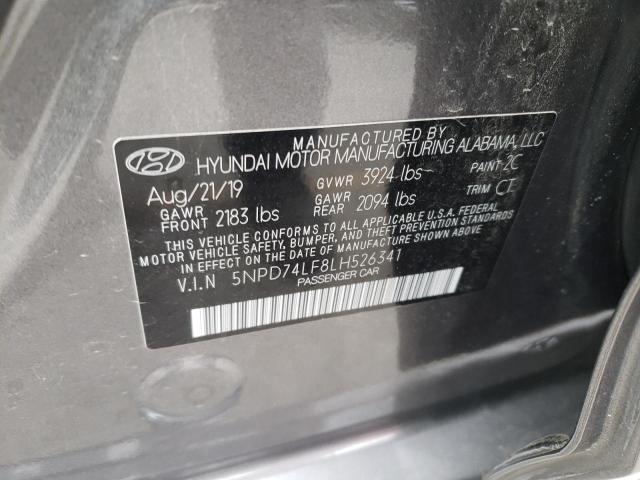 MANUFACTURED BY
HYUNDAI MOTOR MANUFACTURING ALABAMA, LLC
Aug/21/19 GVWR 3924 lbs PAINT 2C
GAWR FRONT 2183 lbs GAWR REAR 2094 lbs TRIM
THIS VEHICLE CONFORMS TO ALL APPLICABLE U.S.A. FEDERAL
MOTOR VEHICLE SAFETY, BUMPER, AND THEFT PREVENTION STANDARDS
IN EFFECT ON THE DATE OF MANUFACTURE SHOWN ABOVE.
V.I.N 5NPD74LF8LH526341
PASSENGER CAR